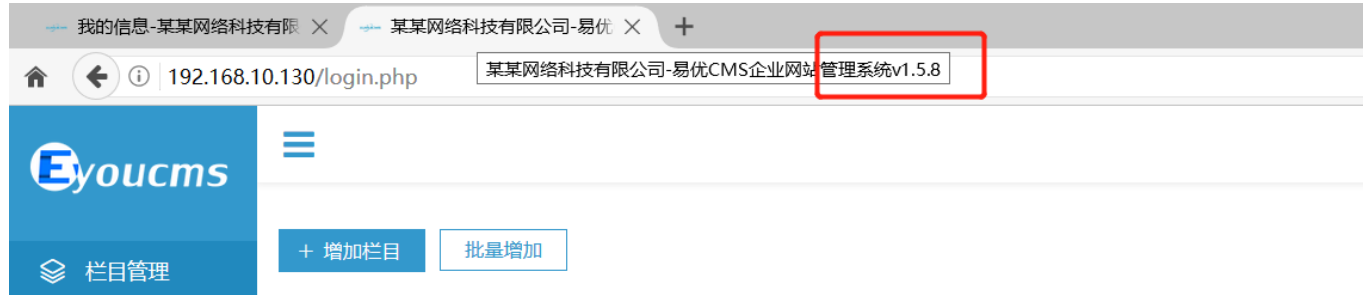 我的信息-某某网络科技有限
某某网络科技有限公司-易优
192.168.10.130/login.php
某某网络科技有限公司-易优CMS企业网站管理系统v1.5.8
Eyoucms
+ 增加栏目
批量增加
栏目管理